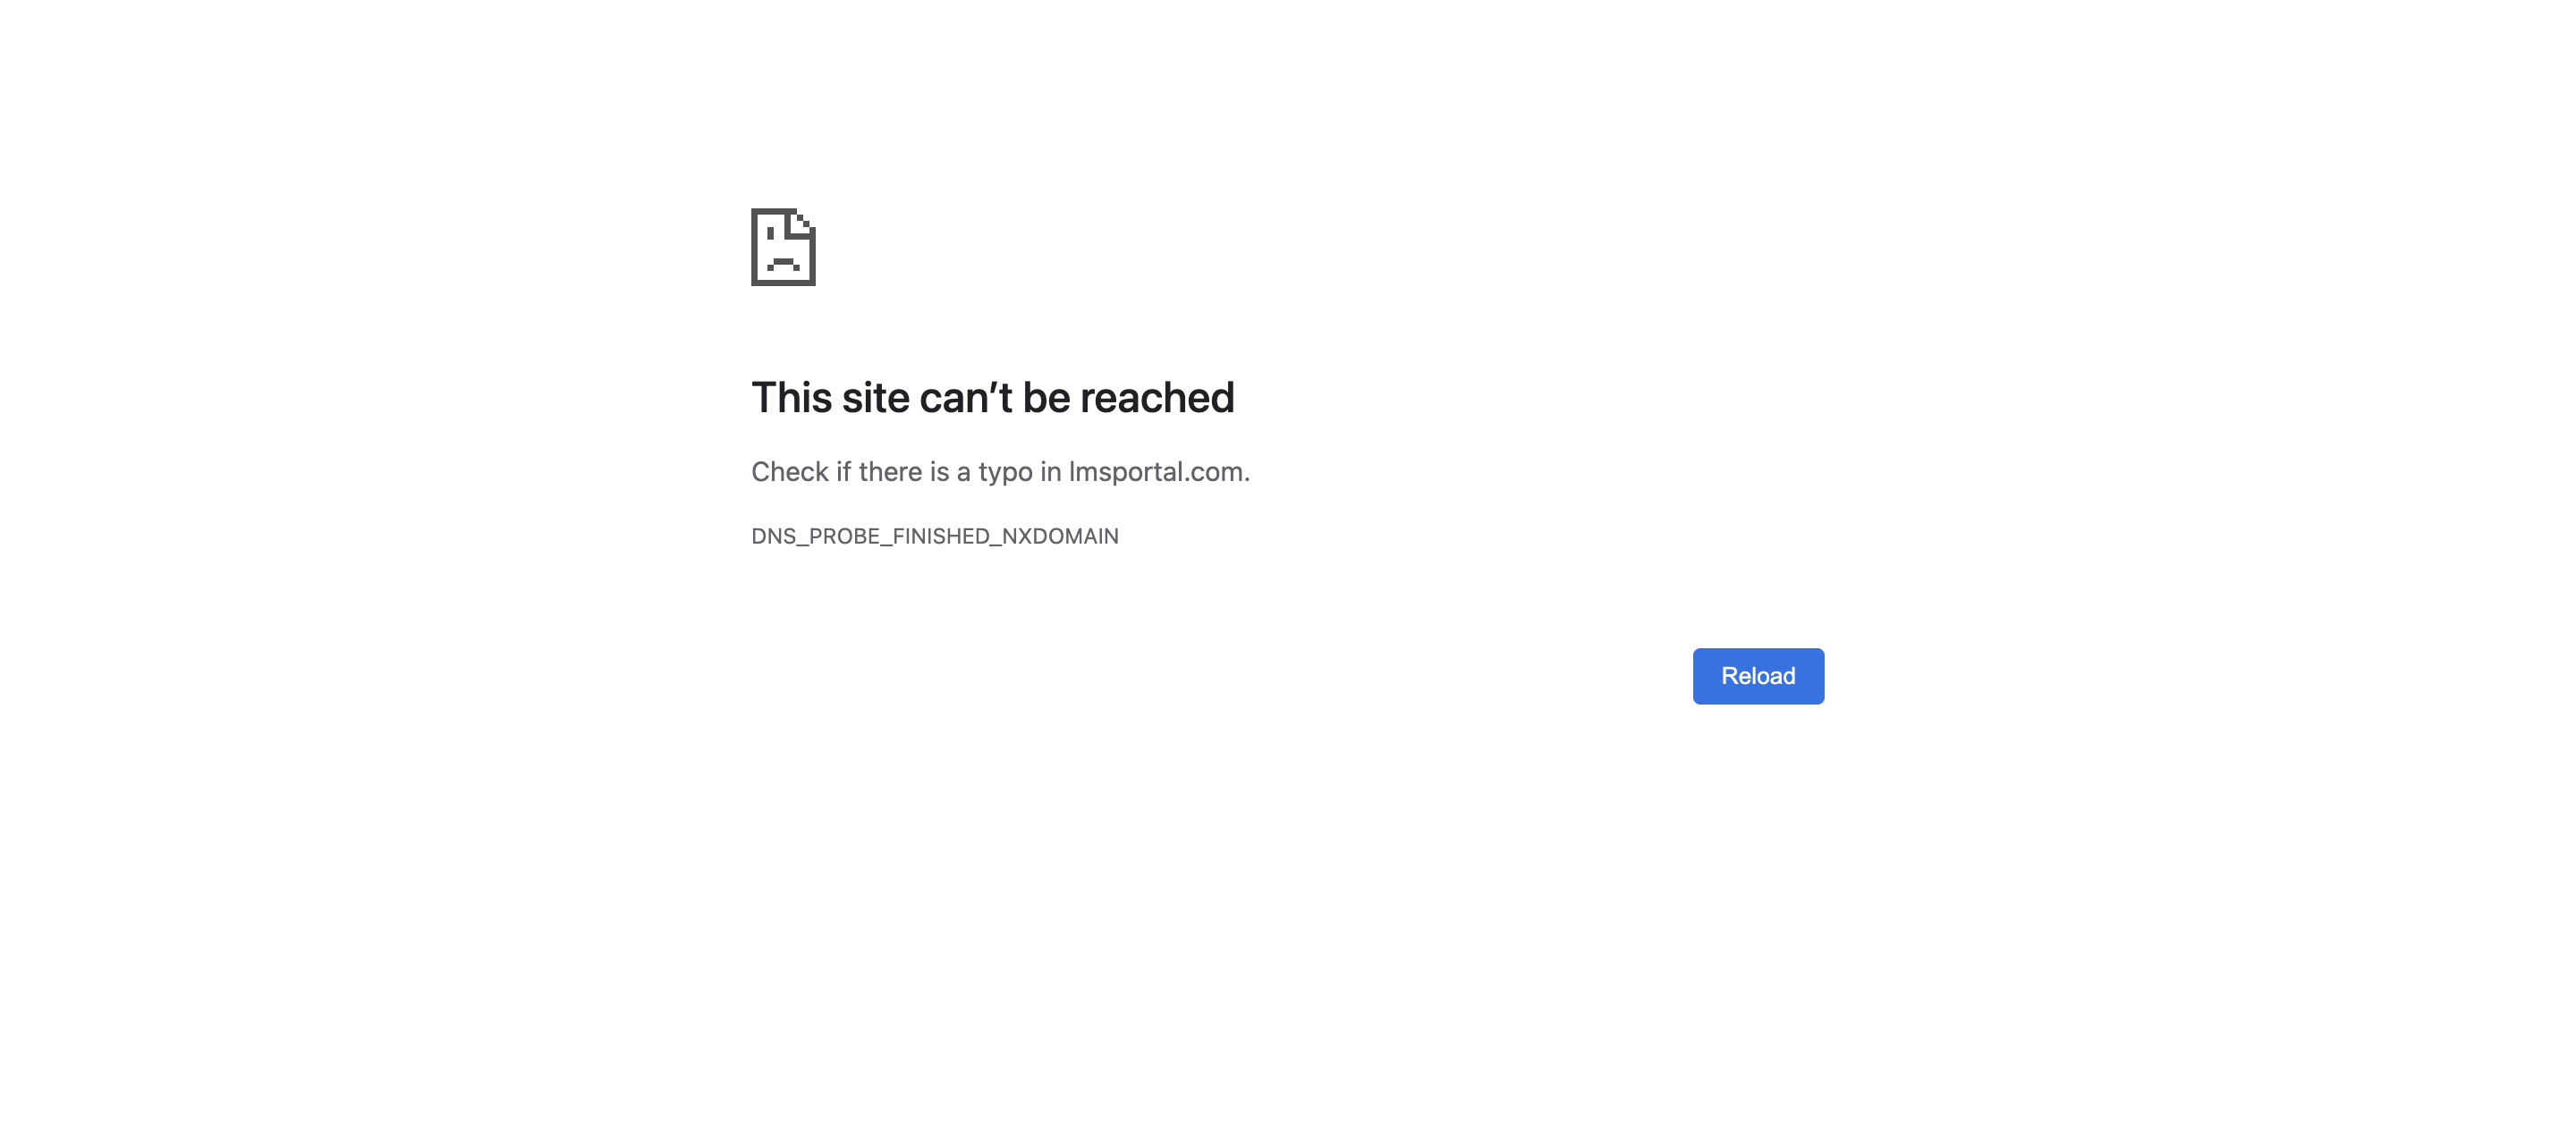 This site can’t be reached
Check if there is a typo in lmsportal.com.
DNS_PROBE_FINISHED_NXDOMAIN
Reload